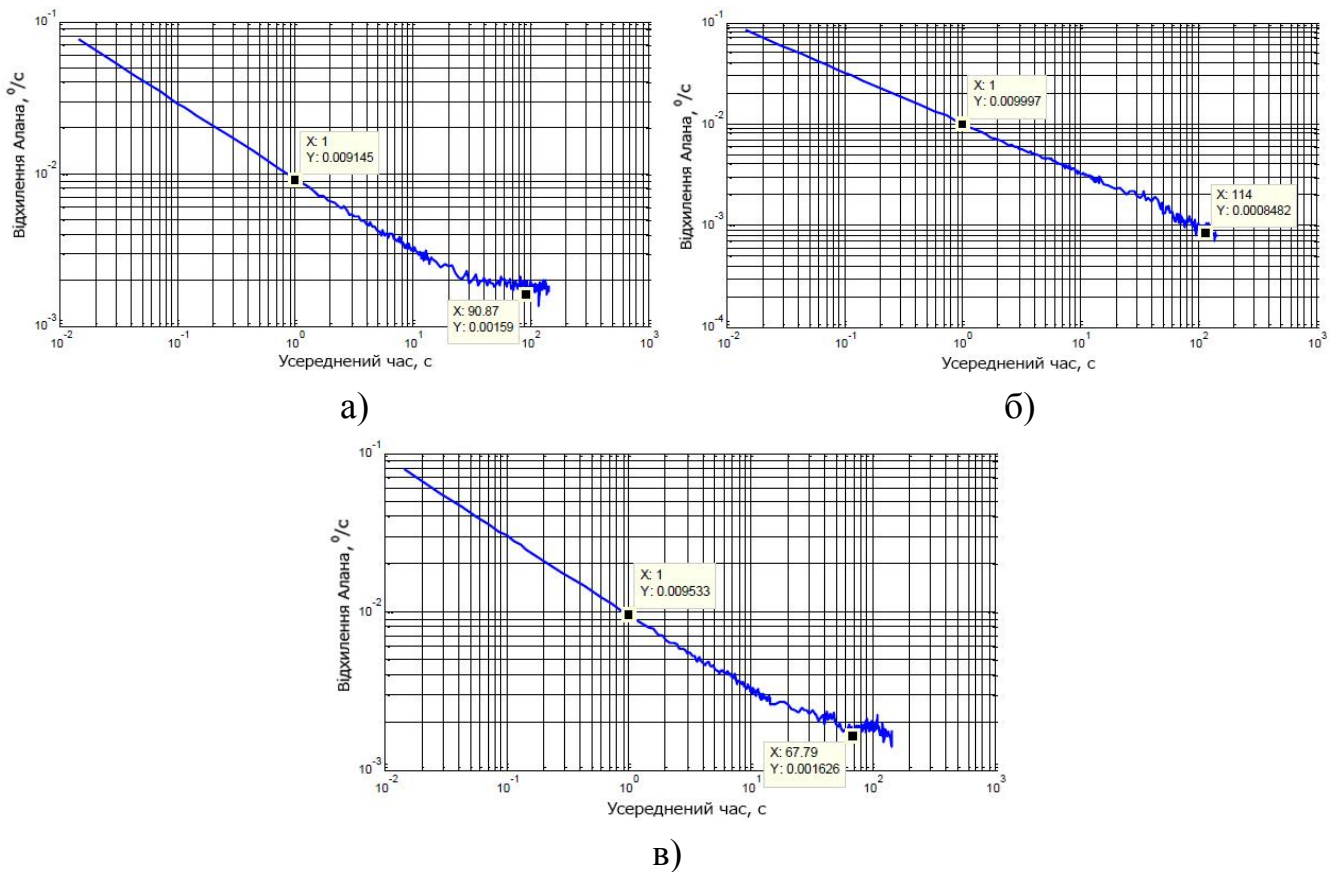 10^-1
10^-2
10^-3
Відхилення Алана, ⁰/с
X: 1
Y: 0.009145
X: 90.87
Y: 0.00159
10^-2
10^-1
10^0
10^1
10^2
10^3
Усереднений час, с
а)
10^-1
10^-2
10^-3
10^-4
Відхилення Алана, ⁰/с
X: 1
Y: 0.009997
X: 114
Y: 0.0008482
10^-2
10^-1
10^0
10^1
10^2
10^3
Усереднений час, с
б)
10^-1
10^-2
10^-3
Відхилення Алана, ⁰/с
X: 1
Y: 0.009533
X: 67.79
Y: 0.001626
10^-2
10^-1
10^0
10^1
10^2
10^3
Усереднений час, с
в)